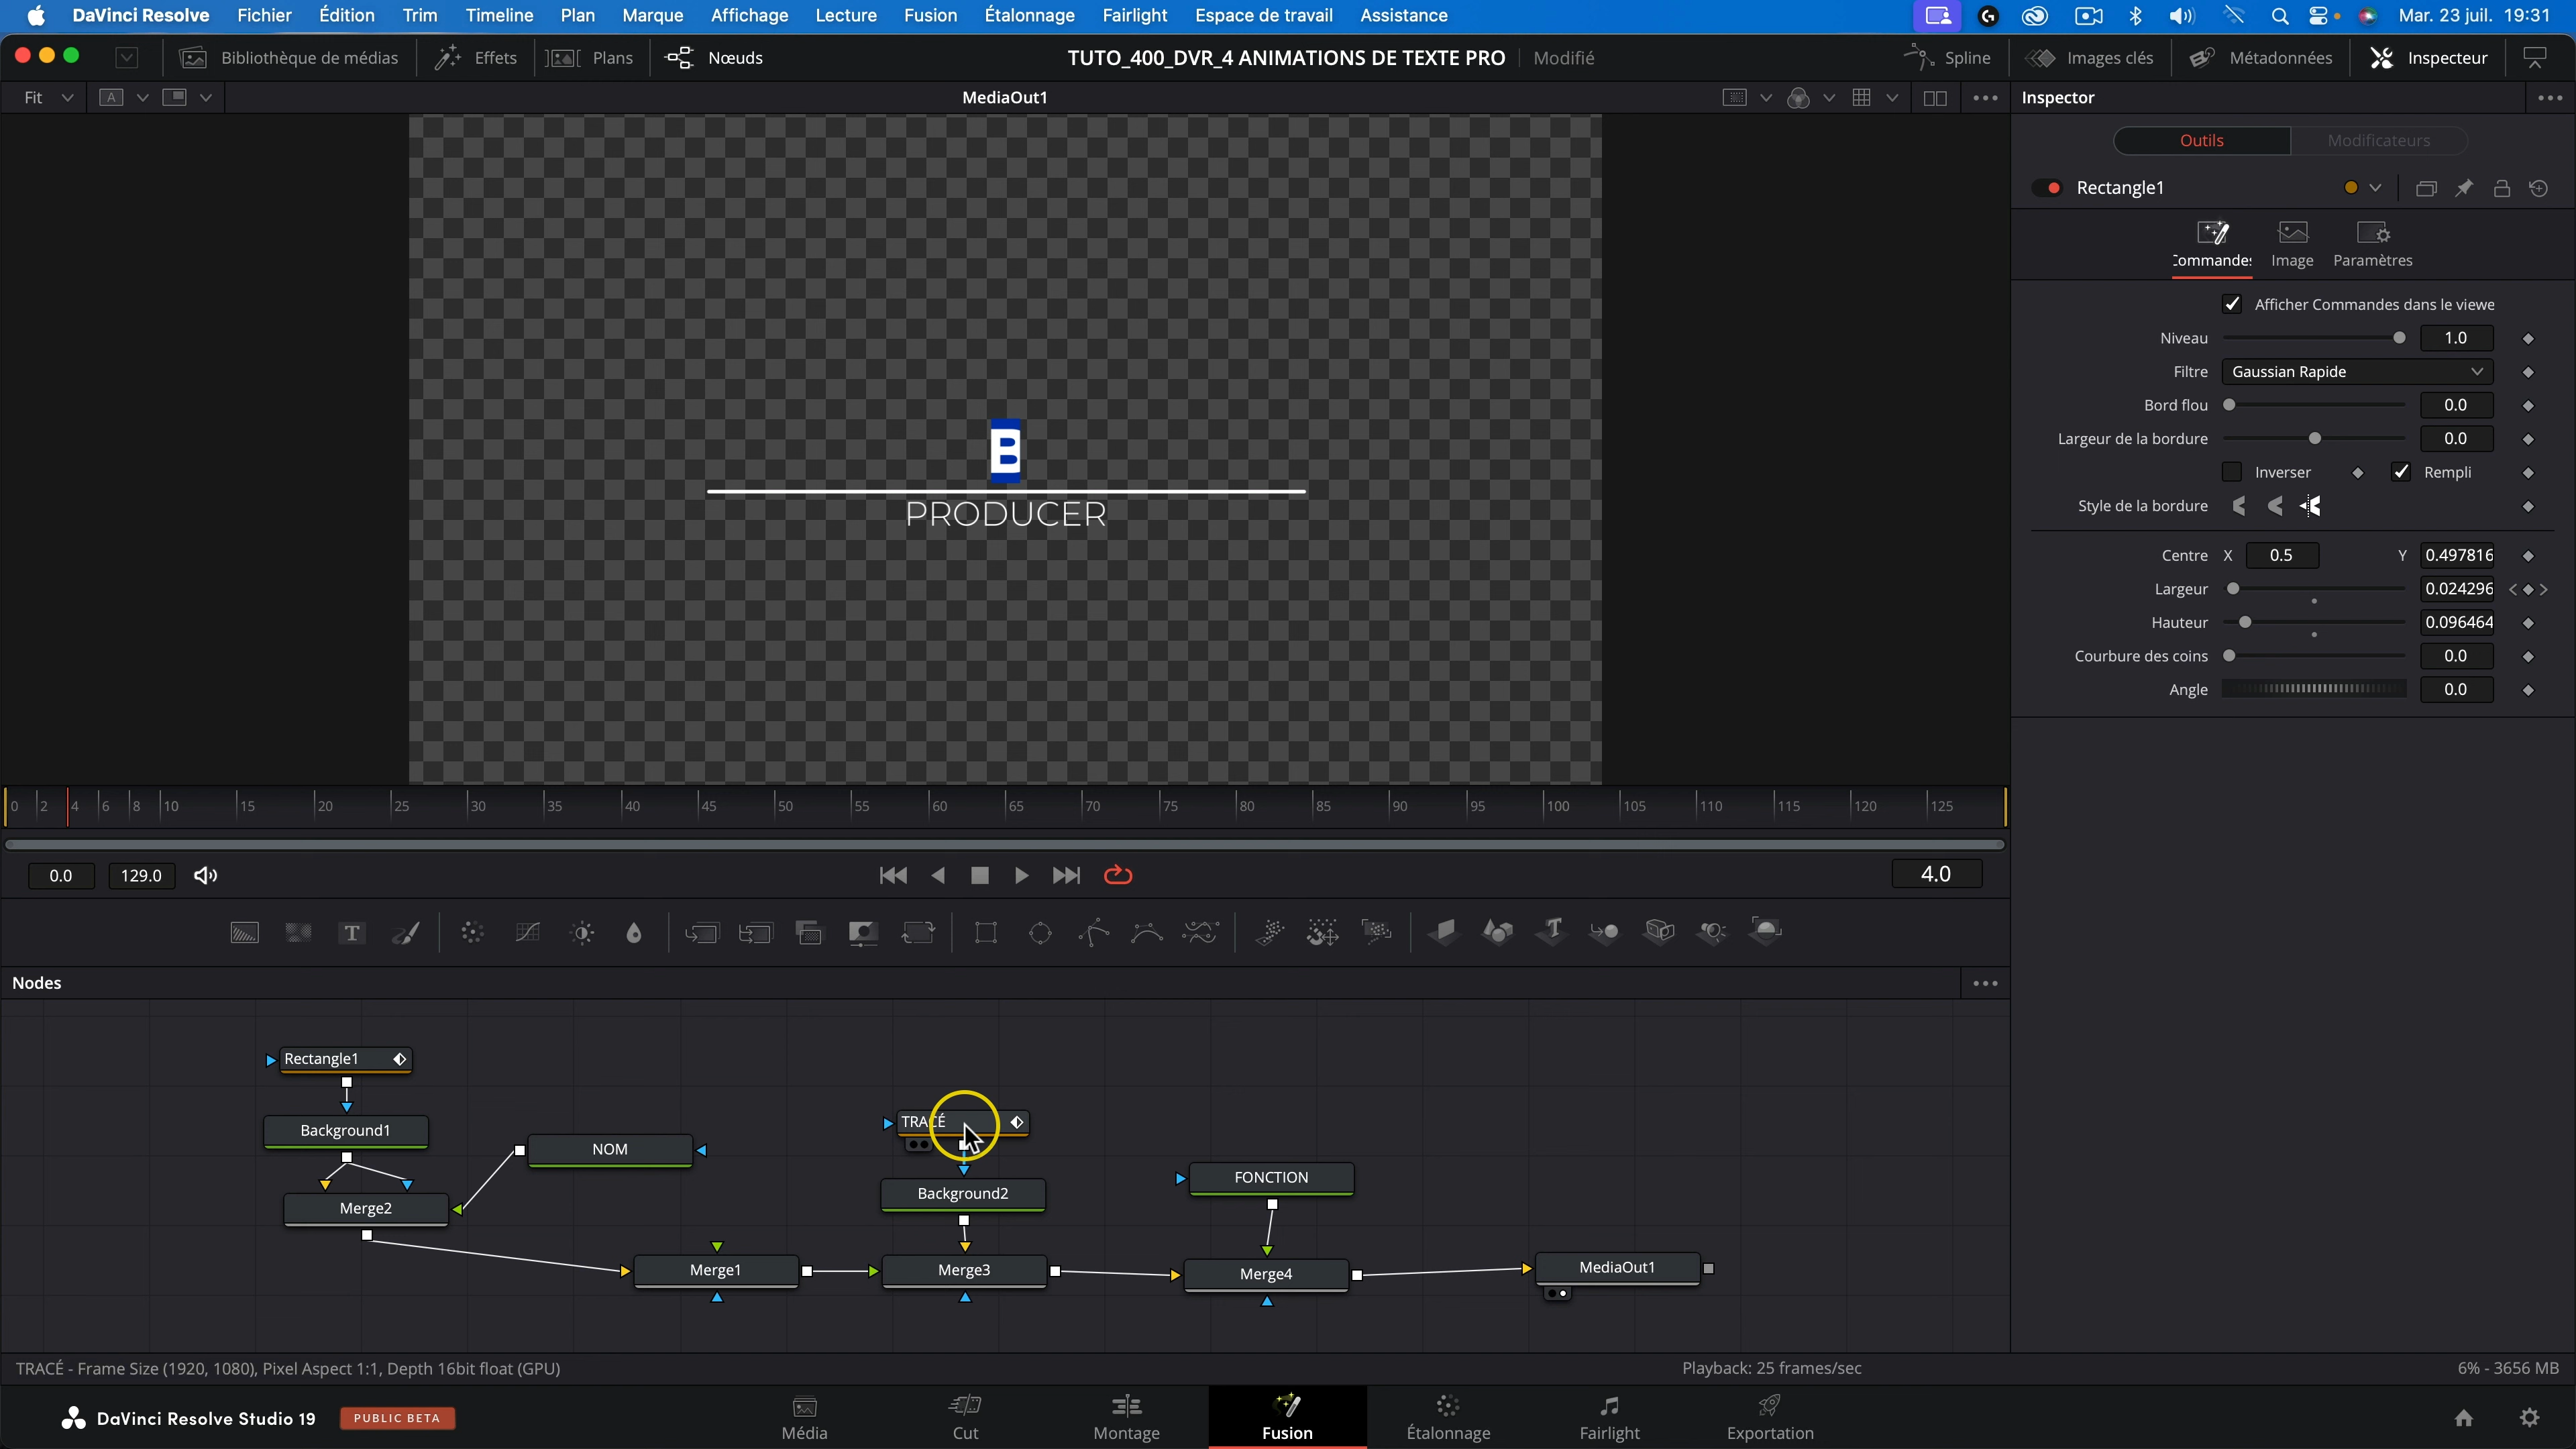 DaVinci Resolve Fichier Édition Trim Timeline Plan Marque Affichage Lecture Fusion Étalonnage Fairlight Espace de travail Assistance Mar. 23 juil. 19:31
Bibliothèque de médias Effets Plans Nœuds TUTO_400_DVR_4 ANIMATIONS DE TEXTE PRO Modifié Spline Images clés Métadonnées Inspecteur
Fit A MediaOut1 Inspector
Outils Modificateurs
Rectangle1
Commandes Image Paramètres
Afficher Commandes dans le viewe
Niveau 1.0
Filtre Gaussian Rapide
Bord flou 0.0
Largeur de la bordure 0.0
Inverser Rempli
Style de la bordure
Centre X 0.5 Y 0.497816
Largeur 0.024296
Hauteur 0.096464
Courbure des coins 0.0
Angle 0.0
B
PRODUCER
0 2 4 6 8 10 15 20 25 30 35 40 45 50 55 60 65 70 75 80 85 90 95 100 105 110 115 120 125
0.0 129.0 4.0
T T
Nodes
Rectangle1
TRACÉ
Background1
NOM
FONCTION
Background2
Merge2
Merge1 Merge3 Merge4 MediaOut1
TRACÉ - Frame Size (1920, 1080), Pixel Aspect 1:1, Depth 16bit float (GPU) Playback: 25 frames/sec 6% - 3656 MB
DaVinci Resolve Studio 19 PUBLIC BETA Média Cut Montage Fusion Étalonnage Fairlight Exportation